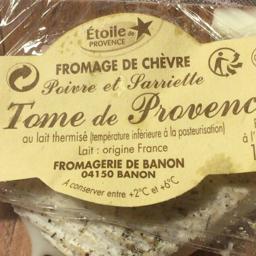 Étoile de
PROVENCE
FROMAGE DE CHÈVRE
Poivre et Sarriette
Tome de Provenc
au lait thermisé (température inférieure à la pasteurisation)
Lait : origine France
FROMAGERIE DE BANON
04150 BANON
A conserver entre +2°C et +6°C